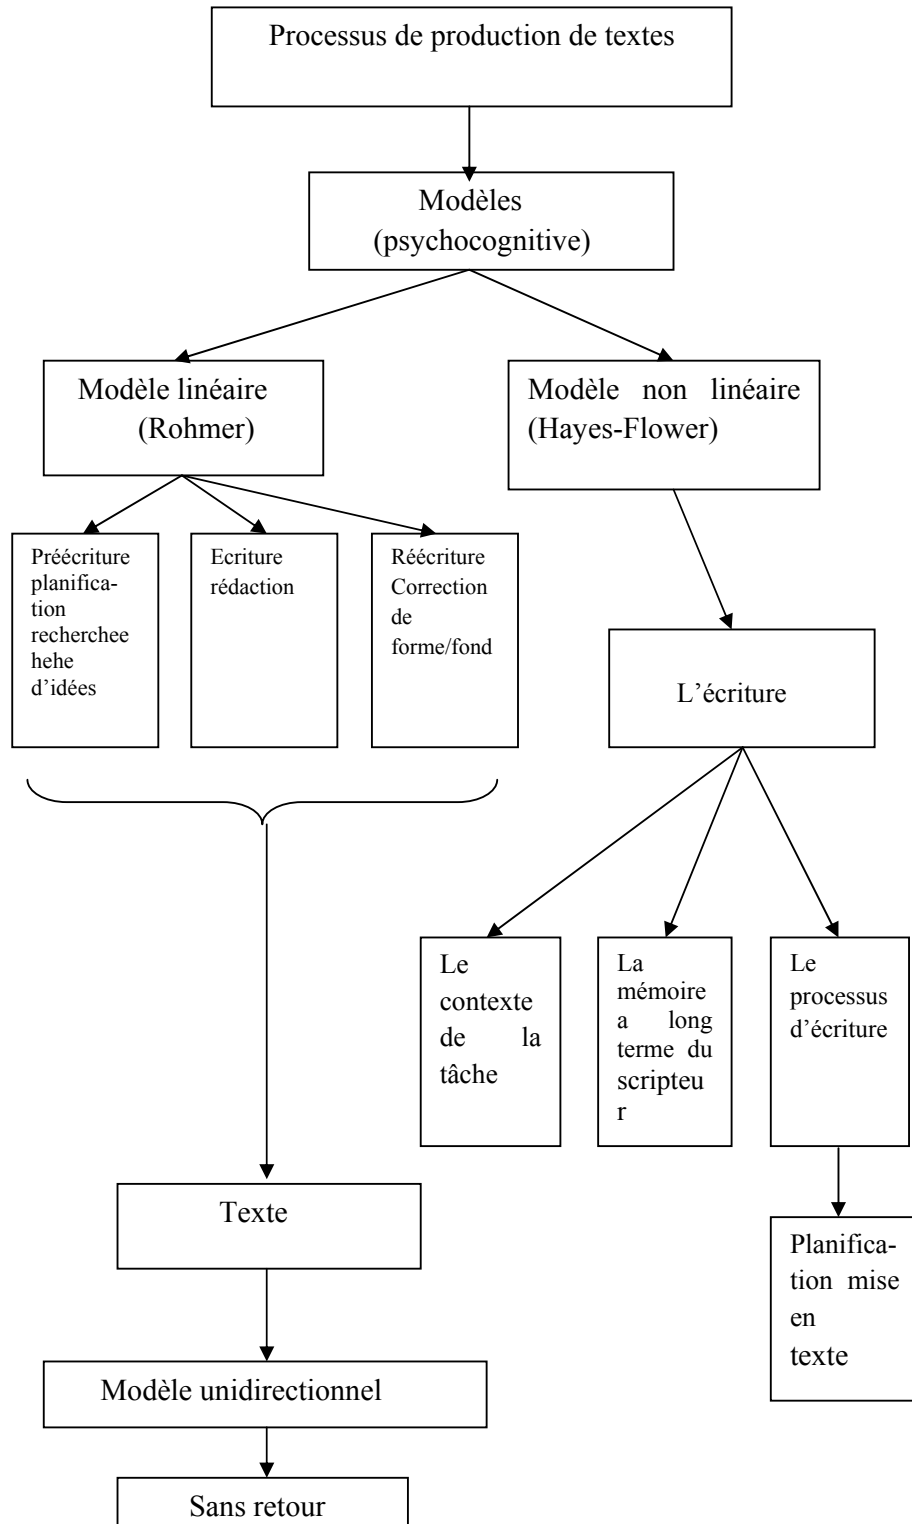 Processus de production de textes
Modèles
(psychocognitive)
Modèle linéaire
(Rohmer)
Modèle non linéaire
(Hayes-Flower)
Préécriture
planifica-
tion
recherchee
hehe
d’idées
Ecriture
rédaction
Réécriture
Correction
de
forme/fond
L’écriture
Le
contexte
de la
tâche
La
mémoire
a long
terme du
scripteu
r
Le
processus
d’écriture
Texte
Planifica-
tion mise
en
texte
Modèle unidirectionnel
Sans retour